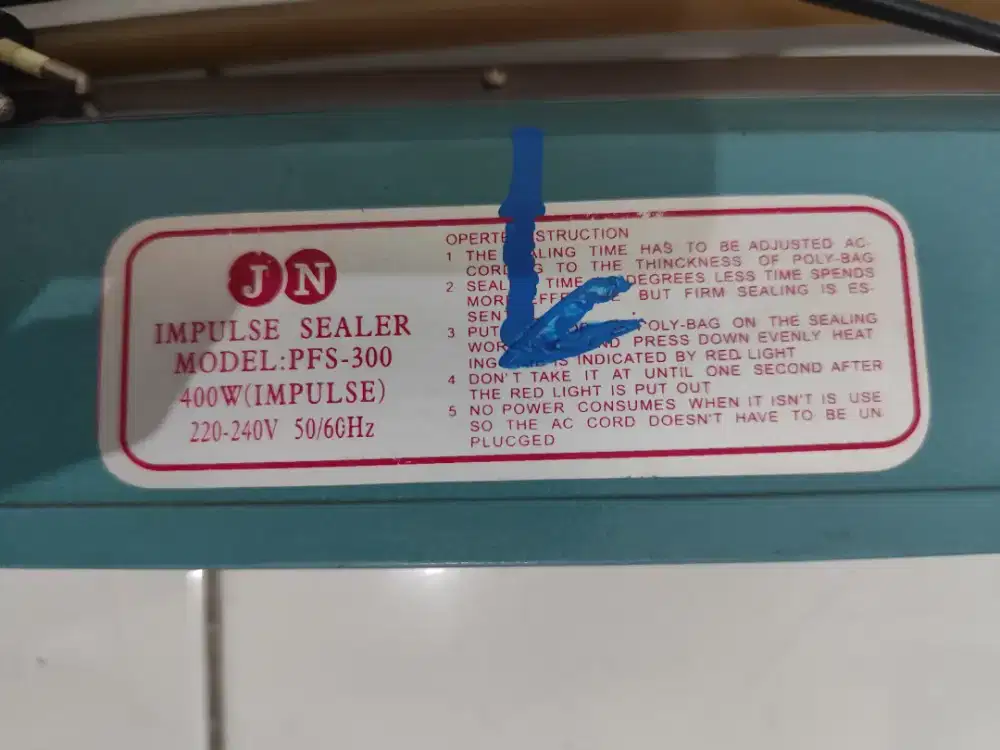 JN
IMPULSE SEALER
MODEL:PFS-300
400W(IMPULSE)
220-240V 50/60Hz
OPERTE STRUCTION
1 THE ALING TIME HAS TO BE ADJUSTED AC-
CORDING TO THE THINCKNESS OF POLY-BAG
2 SEAL TIME DEGREES LESS TIME SPENDS
MORE EFFE BUT FIRM SEALING IS ES-
SEN
3 PUT POLY-BAG ON THE SEALING
WOR ND PRESS DOWN EVENLY HEAT
ING IS INDICATED BY RED LIGHT
4 DON'T TAKE IT AT UNTIL ONE SECOND AFTER
THE RED LIGHT IS PUT OUT
5 NO POWER CONSUMES WHEN IT ISN'T IS USE
SO THE AC CORD DOESN'T HAVE TO BE UN
PLUCGED